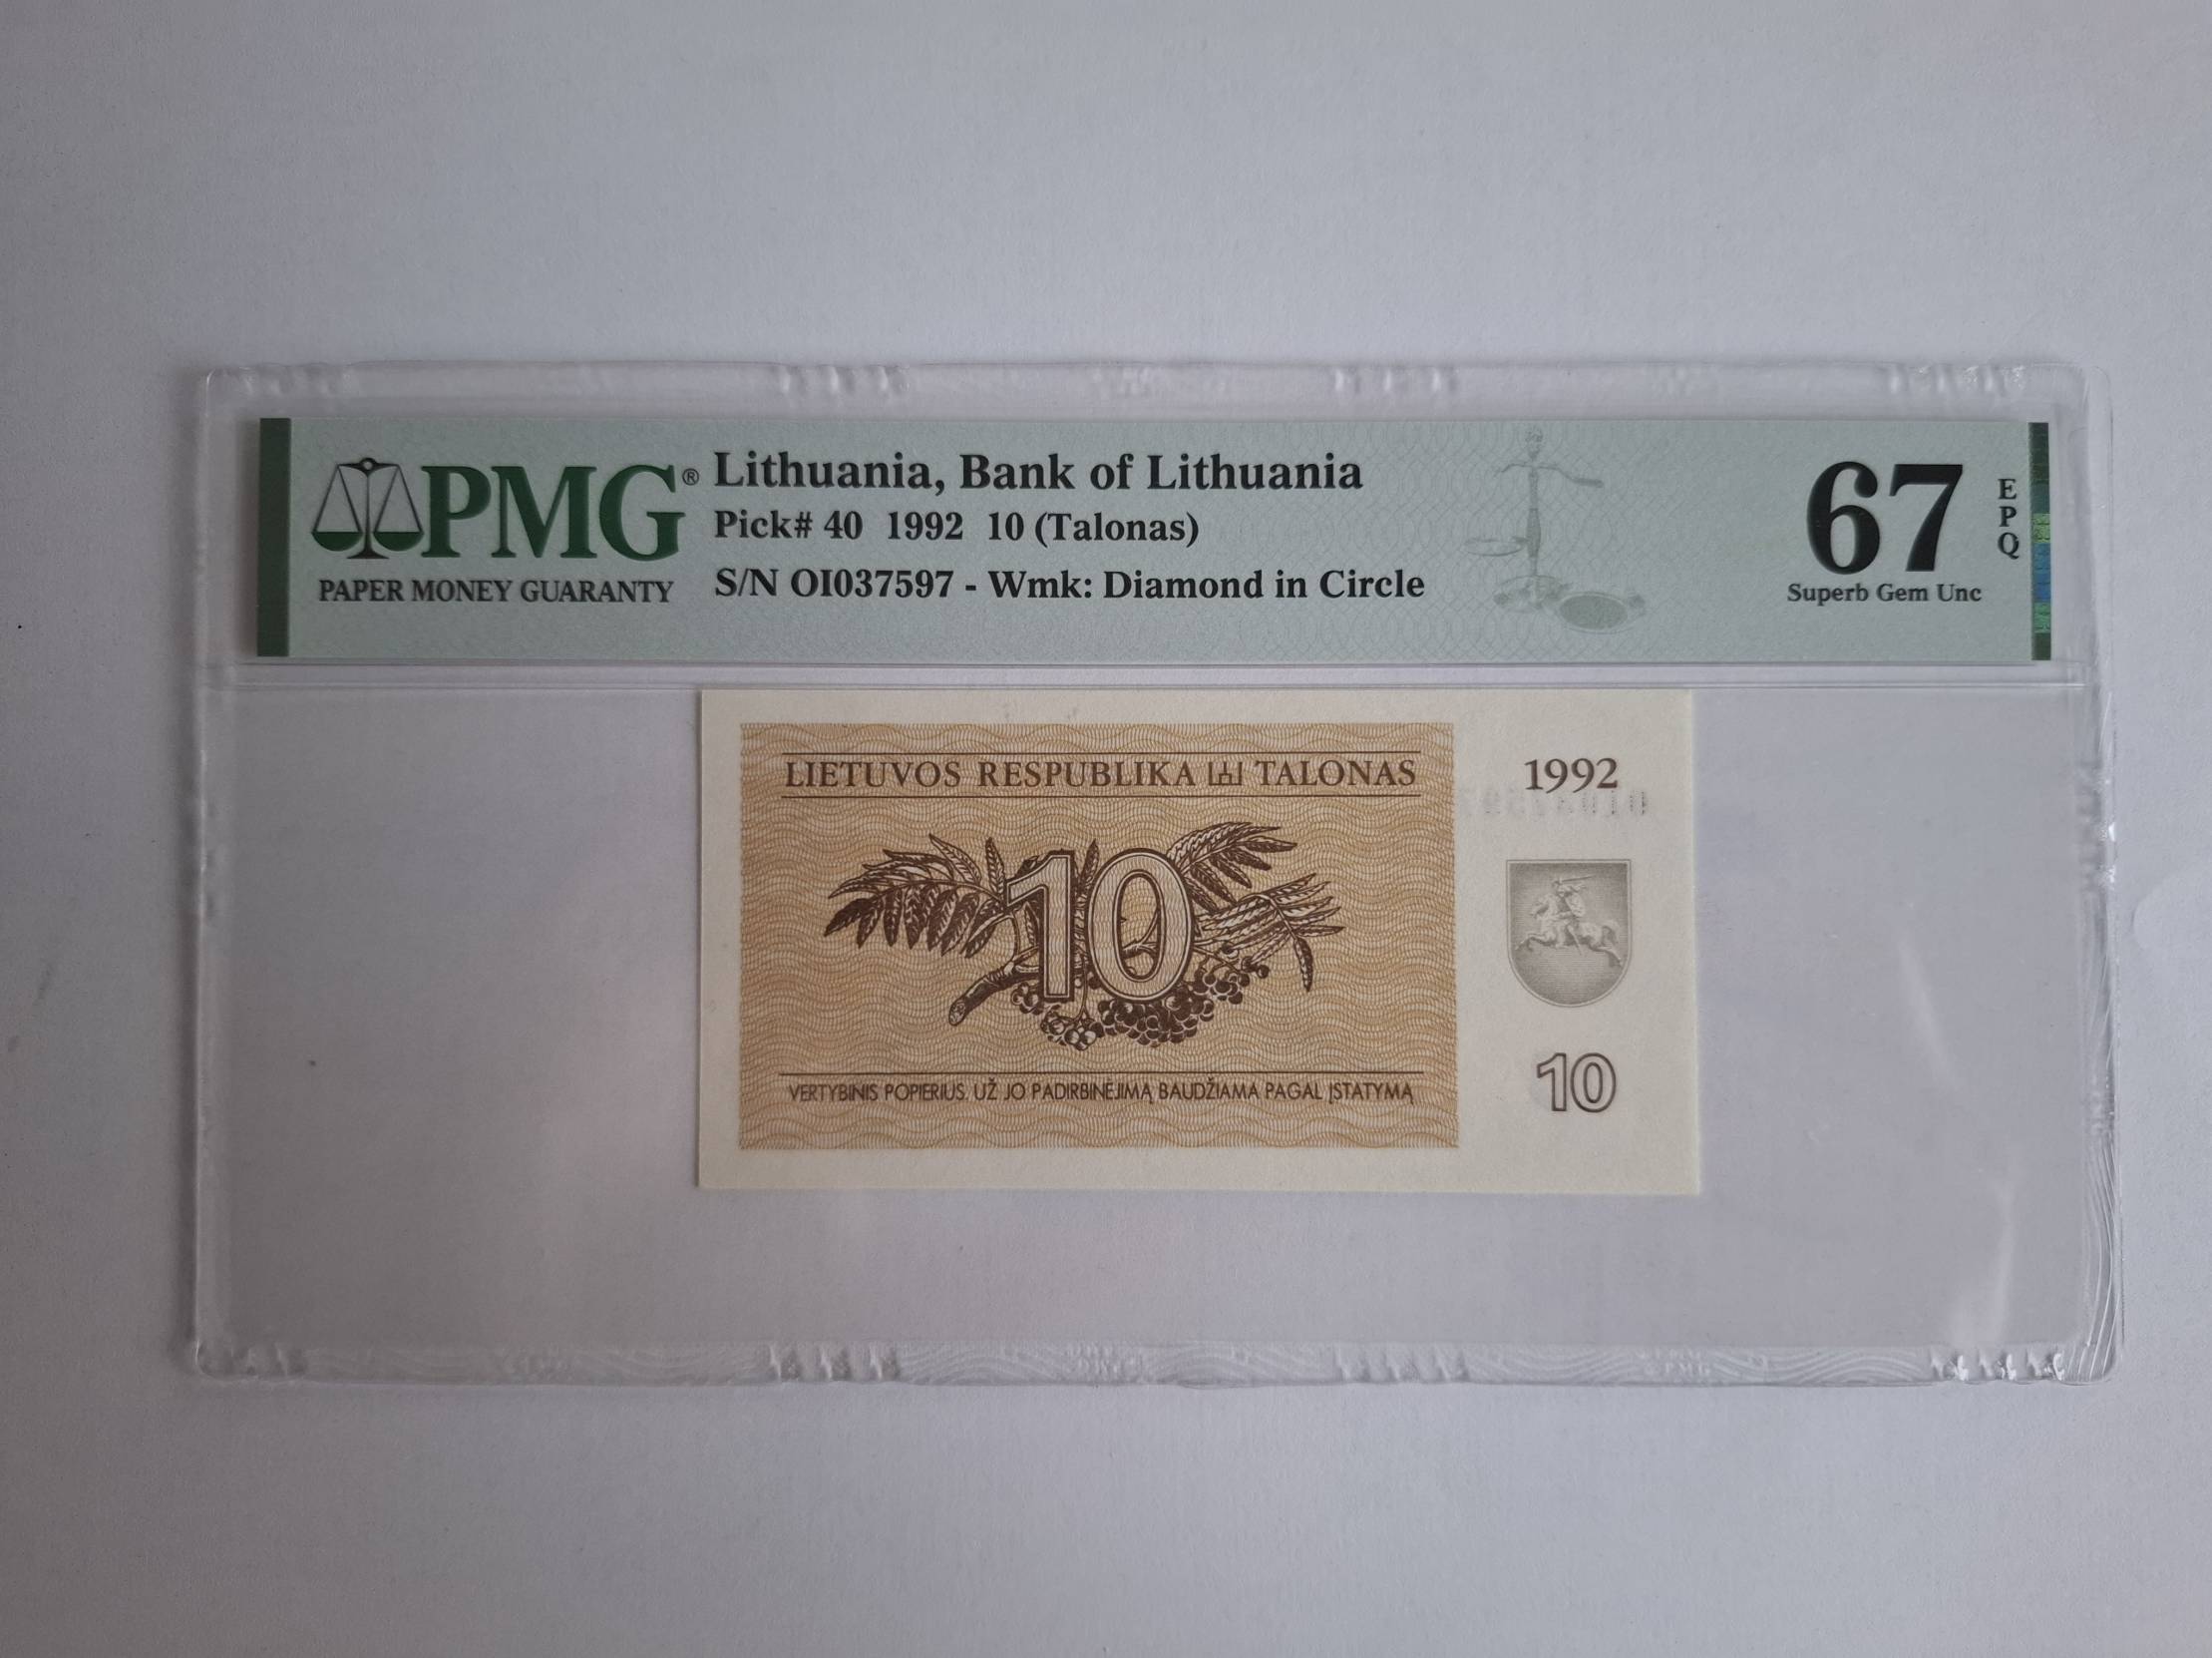 PMG®
PAPER MONEY GUARANTY
Lithuania, Bank of Lithuania
Pick# 40 1992 10 (Talonas)
S/N OI037597 - Wmk: Diamond in Circle
67
EPQ
Superb Gem Unc
LIETUVOS RESPUBLIKA TALONAS
1992
10
10
VERTYBINIS POPIERIUS. UŽ JO PADIRBINĖJIMĄ BAUDŽIAMA PAGAL ĮSTATYMĄ